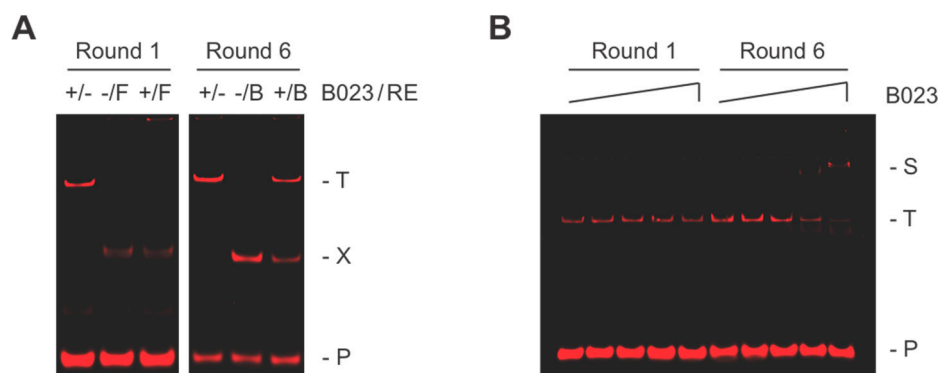 A
Round 1
Round 6
+/- -/F +/F
+/- -/B +/B
B023/RE
- T
- X
- P
B
Round 1
Round 6
B023
- S
- T
- P